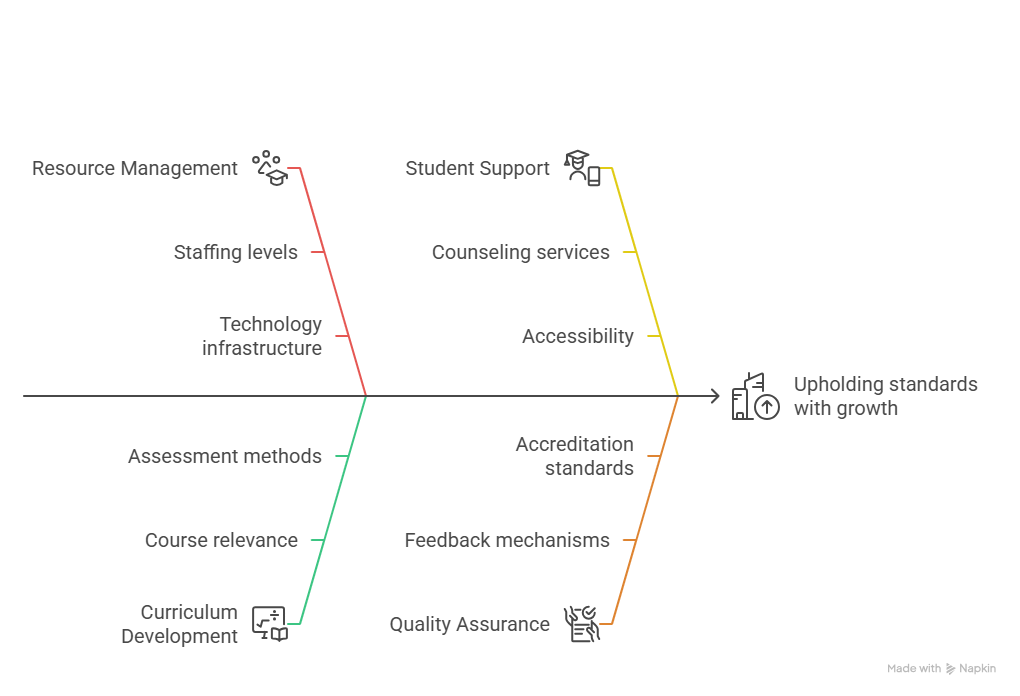 Resource Management
Student Support
Staffing levels
Counseling services
Technology
infrastructure
Accessibility
Upholding standards
with growth
Assessment methods
Accreditation
standards
Course relevance
Feedback mechanisms
Curriculum
Development
Quality Assurance
Made with Napkin